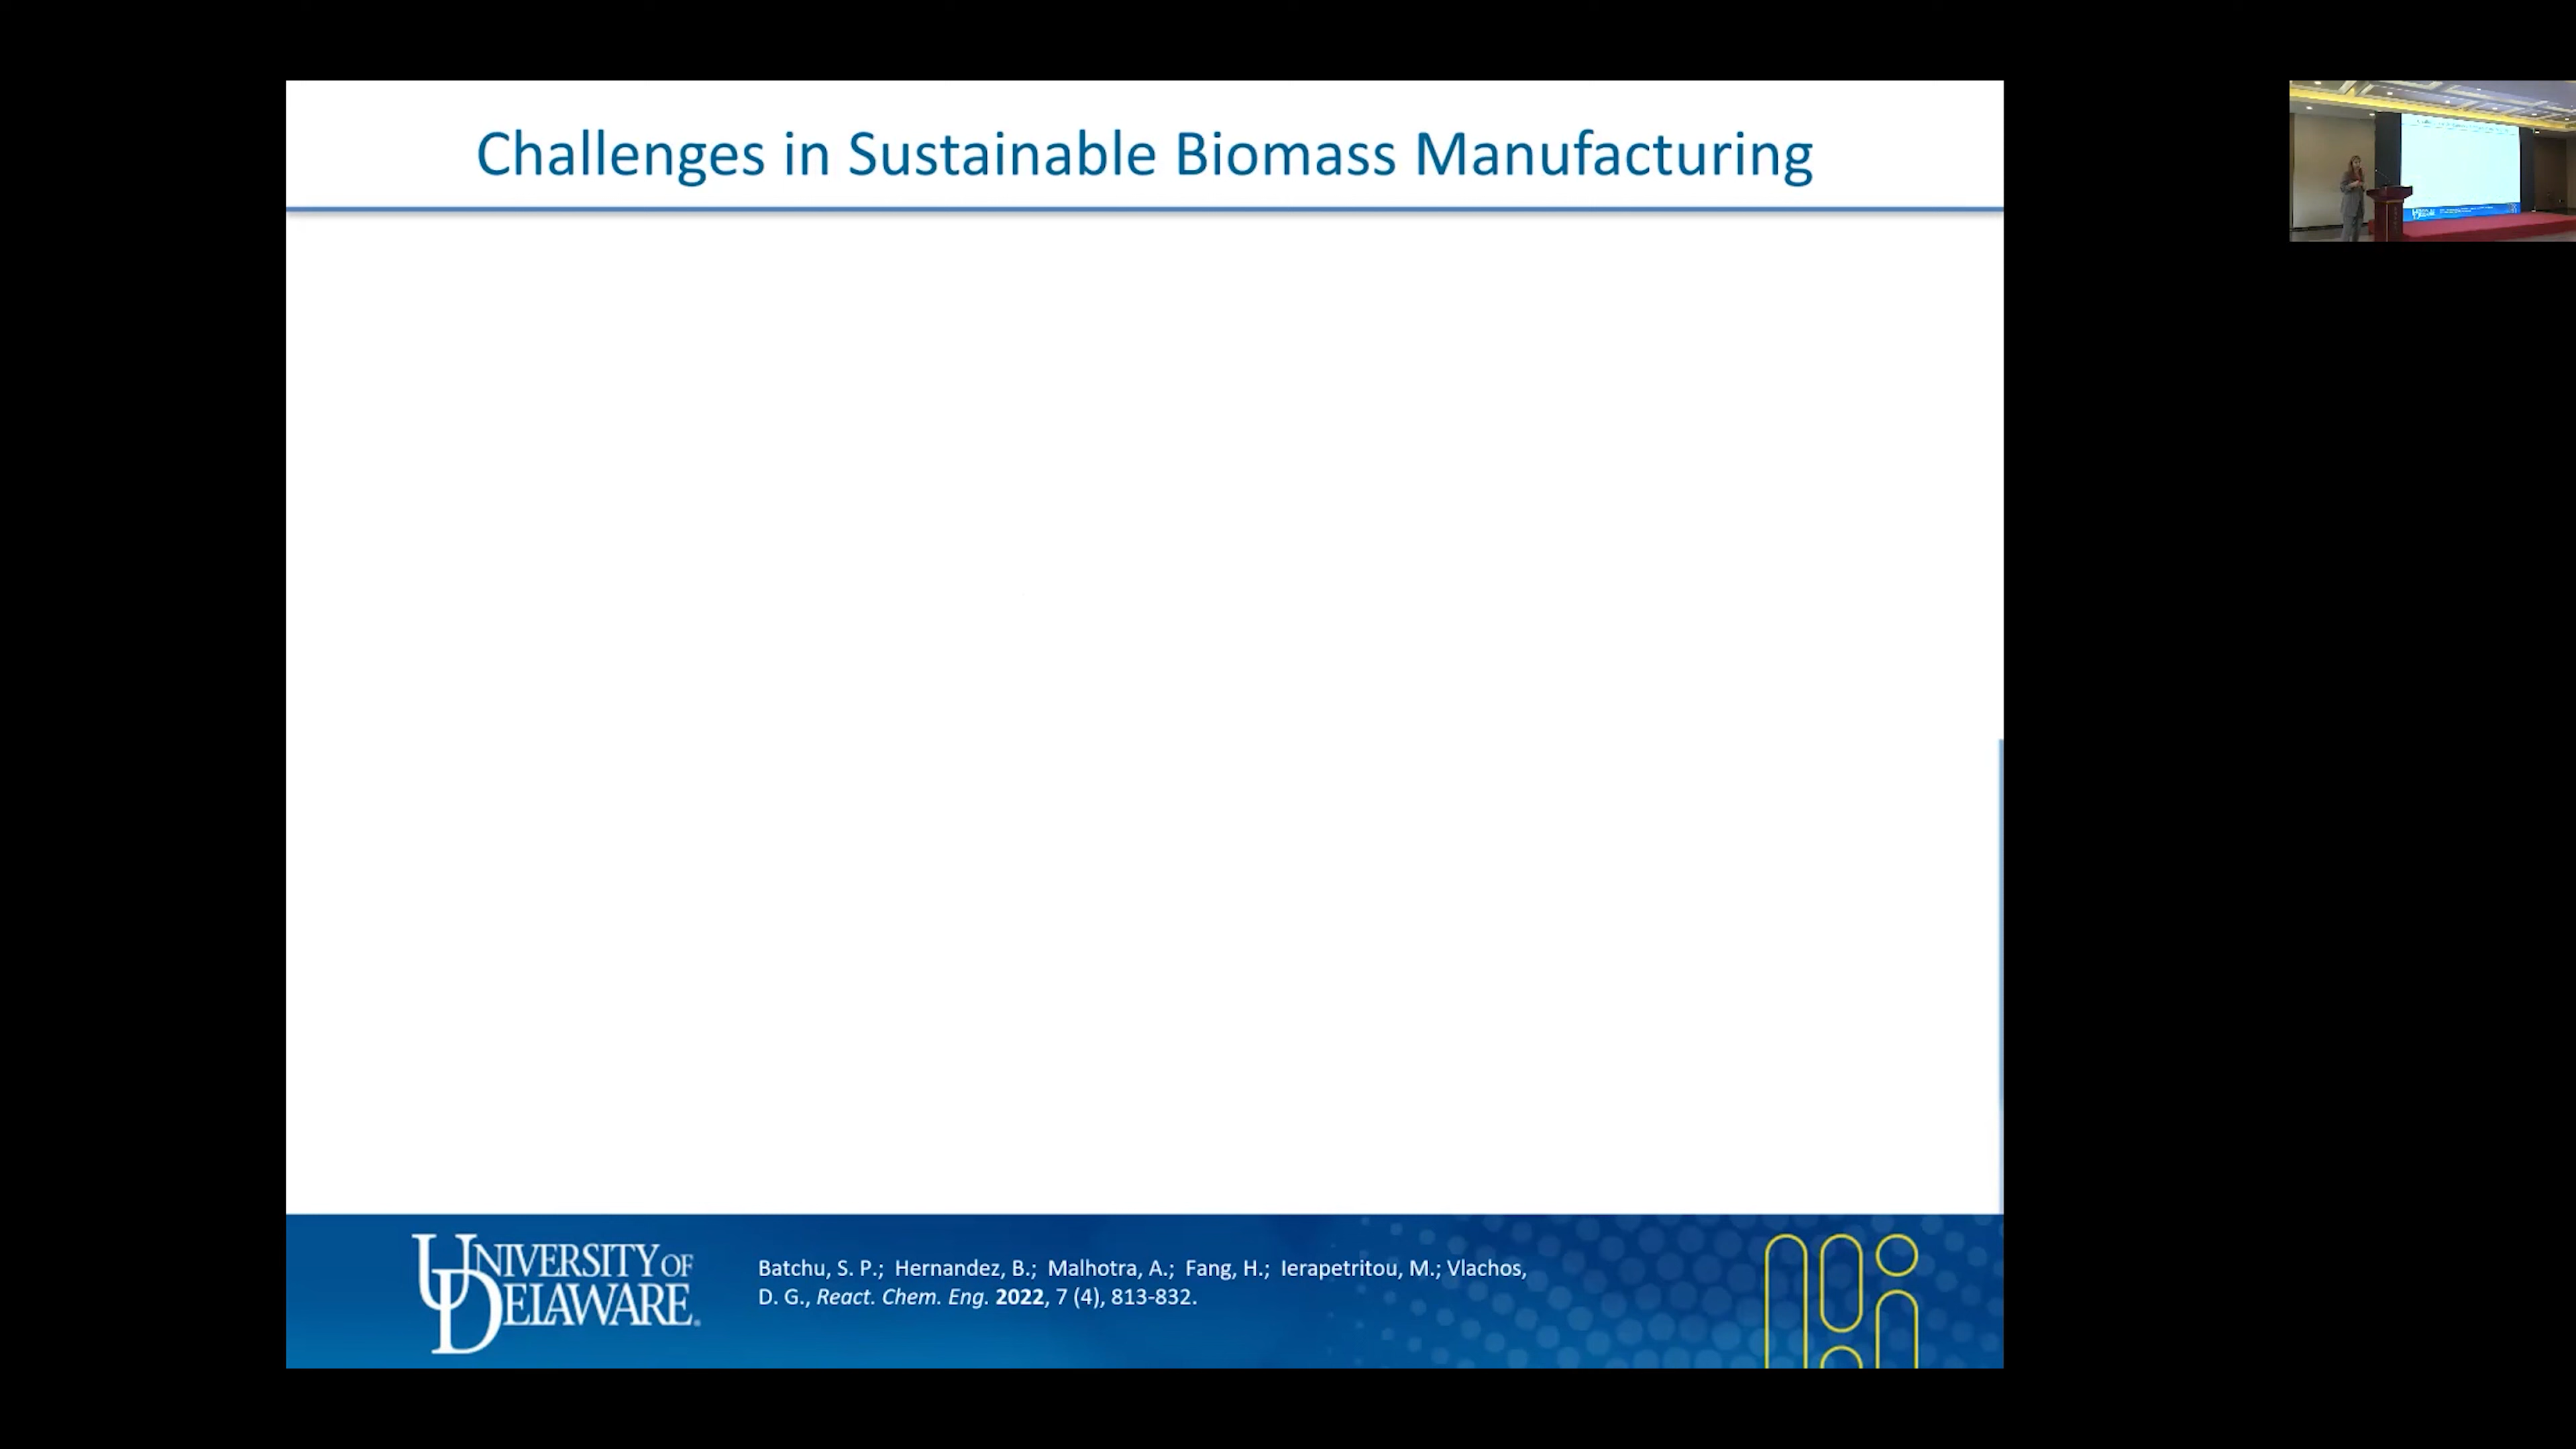 Challenges in Sustainable Biomass Manufacturing
UNIVERSITY OF
DELAWARE.
Batchu, S. P.; Hernandez, B.; Malhotra, A.; Fang, H.; Ierapetritou, M.; Vlachos,
D. G., React. Chem. Eng. 2022, 7 (4), 813-832.